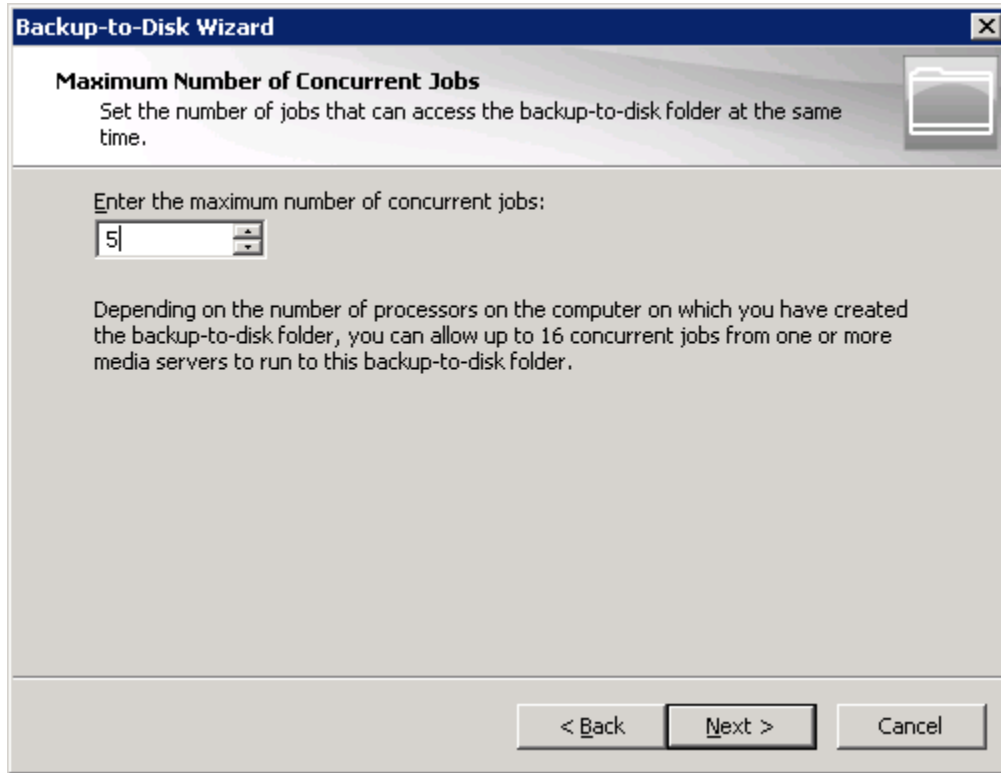 Backup-to-Disk Wizard
Maximum Number of Concurrent Jobs
Set the number of jobs that can access the backup-to-disk folder at the same
time.
Enter the maximum number of concurrent jobs:
5
Depending on the number of processors on the computer on which you have created
the backup-to-disk folder, you can allow up to 16 concurrent jobs from one or more
media servers to run to this backup-to-disk folder.
< Back Next > Cancel